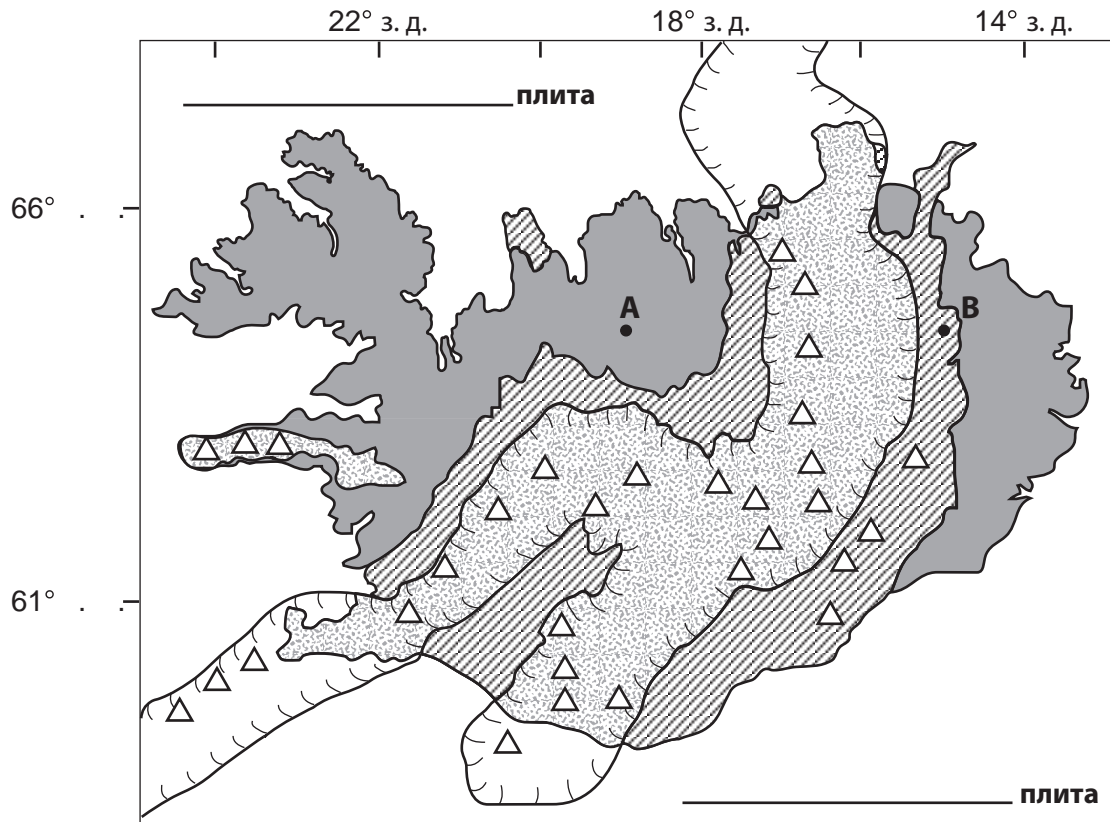 22° з. д. 18° з. д. 14° з. д.
плита
66° . .
A
B
61° . .
плита